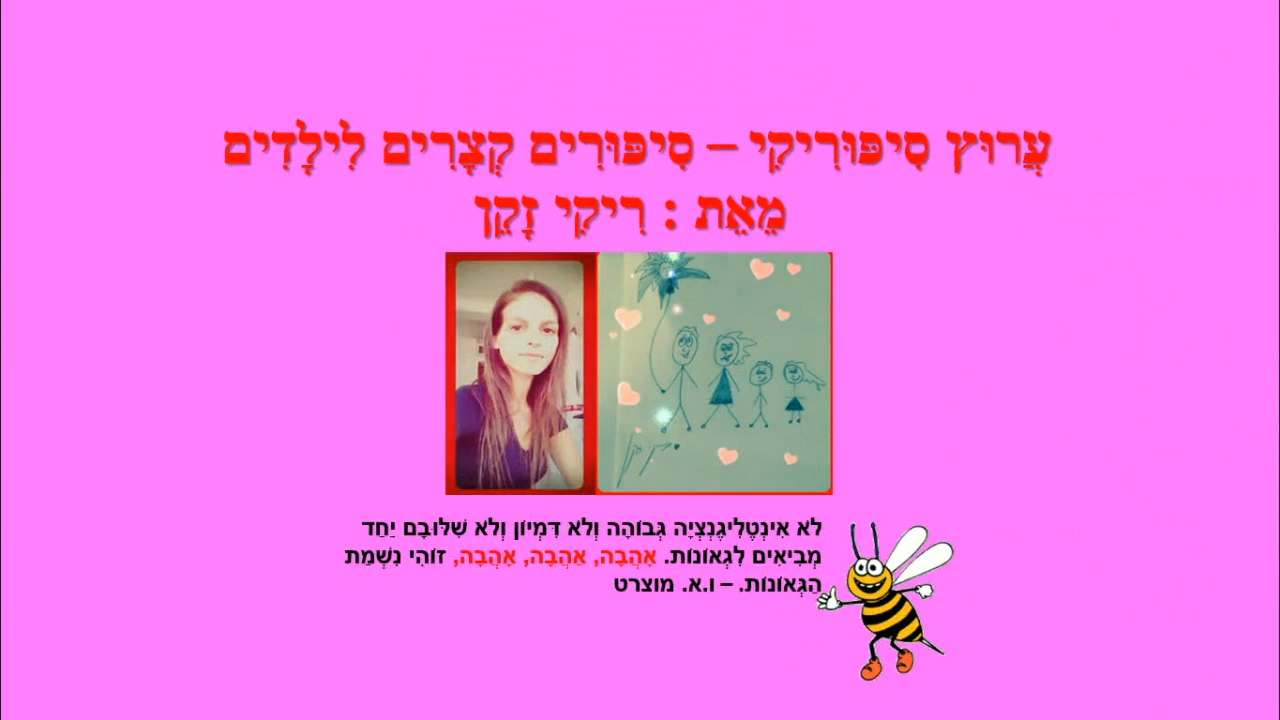 עֲרוּץ סִיפּוּרִיקִי – סִיפּוּרִים קְצָרִים לִילָדִים
מֵאֵת : רִיקִי זָקֵן
לֹא אִינְטֶלִיגֶנְצְיָה גְּבוֹהָה וְלֹא דִּמְיוֹן וְלֹא שִׁלּוּבָם יַחַד
מְבִיאִים לִגְאוֹנוּת. אַהֲבָה, אַהֲבָה, אַהֲבָה, זוֹהִי נִשְׁמַת
הַגְּאוֹנוּת. – ו.א. מוצרט